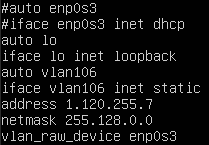 #auto enp0s3
#iface enp0s3 inet dhcp
auto lo
iface lo inet loopback
auto vlan106
iface vlan106 inet static
address 1.120.255.7
netmask 255.128.0.0
vlan_raw_device enp0s3